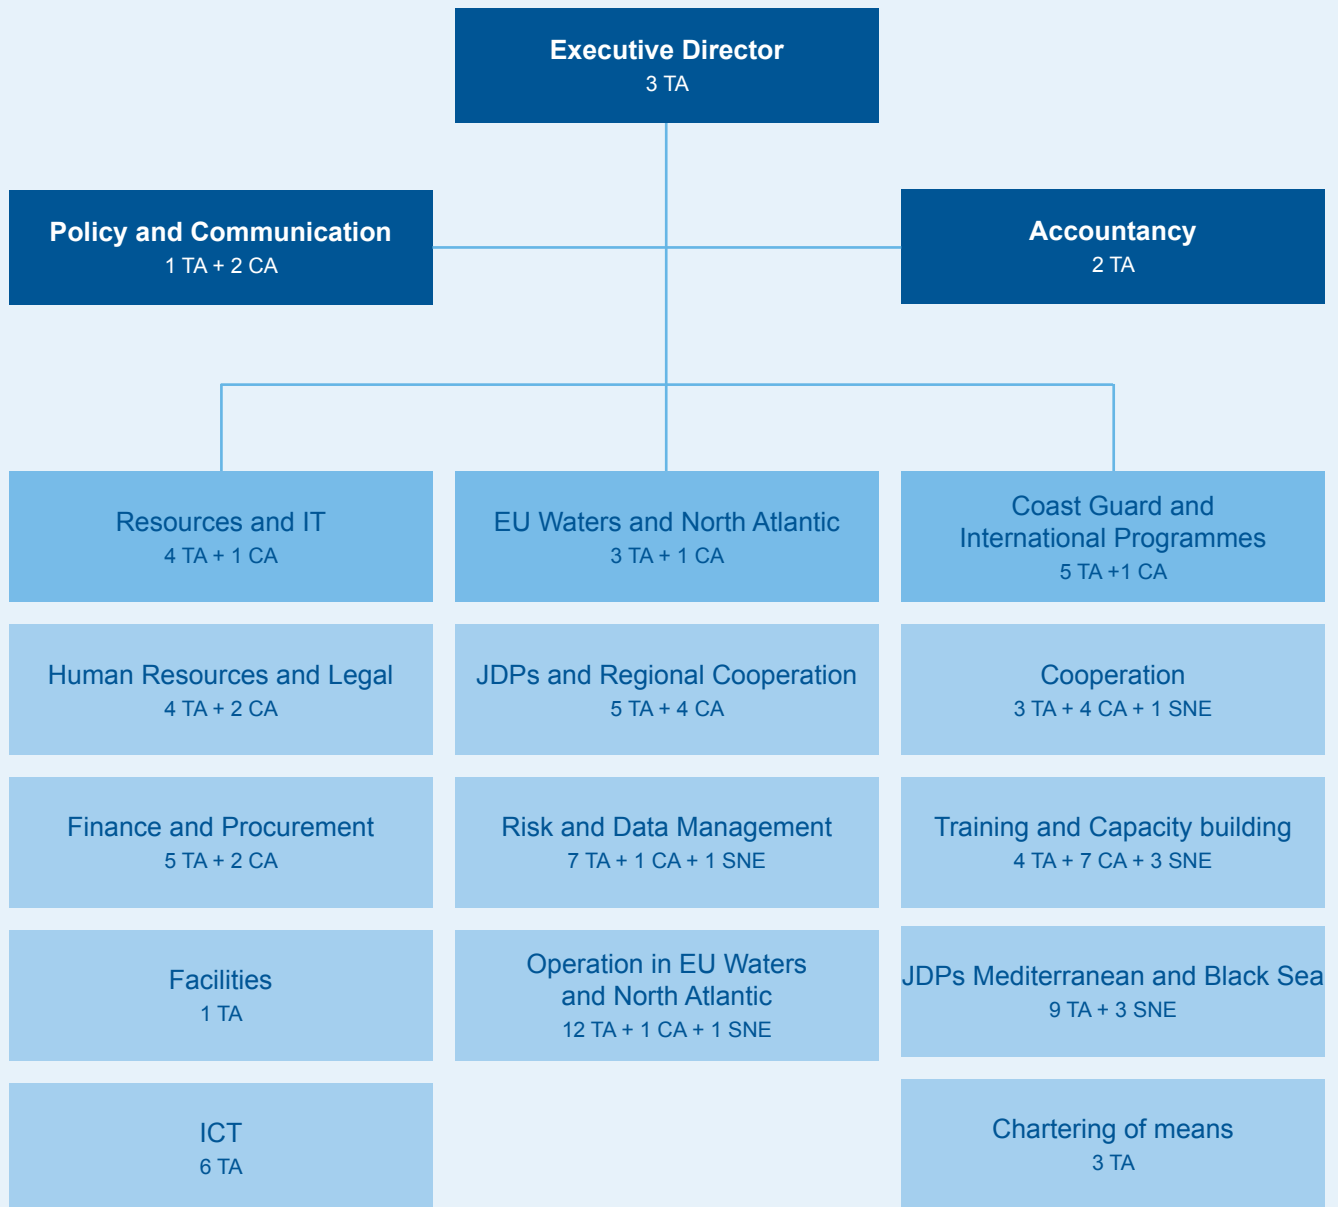 Executive Director
3 TA
Policy and Communication
1 TA + 2 CA
Accountancy
2 TA
Resources and IT
4 TA + 1 CA
EU Waters and North Atlantic
3 TA + 1 CA
Coast Guard and
International Programmes
5 TA +1 CA
Human Resources and Legal
4 TA + 2 CA
JDPs and Regional Cooperation
5 TA + 4 CA
Cooperation
3 TA + 4 CA + 1 SNE
Finance and Procurement
5 TA + 2 CA
Risk and Data Management
7 TA + 1 CA + 1 SNE
Training and Capacity building
4 TA + 7 CA + 3 SNE
Facilities
1 TA
Operation in EU Waters
and North Atlantic
12 TA + 1 CA + 1 SNE
JDPs Mediterranean and Black Sea
9 TA + 3 SNE
ICT
6 TA
Chartering of means
3 TA